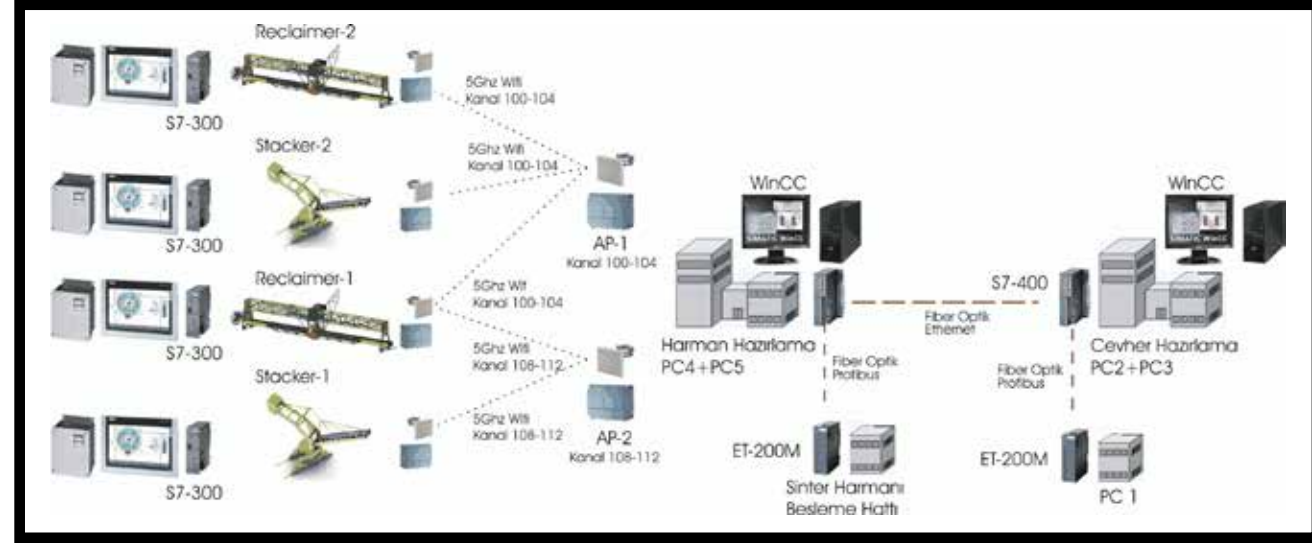 Reclaimer-2
5Ghz Wifi
Kanal 100-104
S7-300
Stacker-2
5Ghz Wifi
Kanal 100-104
S7-300
AP-1
Kanal 100-104
Reclaimer-1
5Ghz Wifi
Kanal 100-104
S7-300
5Ghz Wifi
Kanal 108-112
Stacker-1
5Ghz Wifi
Kanal 108-112
AP-2
Kanal 108-112
S7-300
WinCC
Harman Hazırlama
PC4+PC5
Fiber Optik
Ethernet
Fiber Optik
Profibus
ET-200M
Sinter Harmanı
Besleme Hattı
WinCC
S7-400
Cevher Hazırlama
PC2+PC3
Fiber Optik
Profibus
ET-200M
PC 1